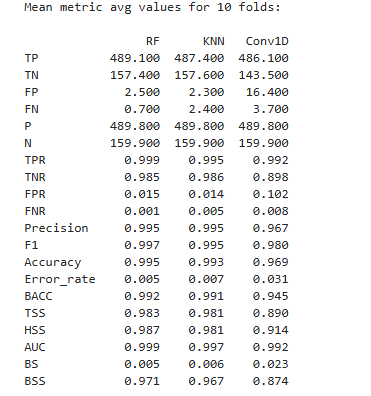 Mean metric avg values for 10 folds:
RF KNN Conv1D
TP 489.100 487.400 486.100
TN 157.400 157.600 143.500
FP 2.500 2.300 16.400
FN 0.700 2.400 3.700
P 489.800 489.800 489.800
N 159.900 159.900 159.900
TPR 0.999 0.995 0.992
TNR 0.985 0.986 0.898
FPR 0.015 0.014 0.102
FNR 0.001 0.005 0.008
Precision 0.995 0.995 0.967
F1 0.997 0.995 0.980
Accuracy 0.995 0.993 0.969
Error_rate 0.005 0.007 0.031
BACC 0.992 0.991 0.945
TSS 0.983 0.981 0.890
HSS 0.987 0.981 0.914
AUC 0.999 0.997 0.992
BS 0.005 0.006 0.023
BSS 0.971 0.967 0.874